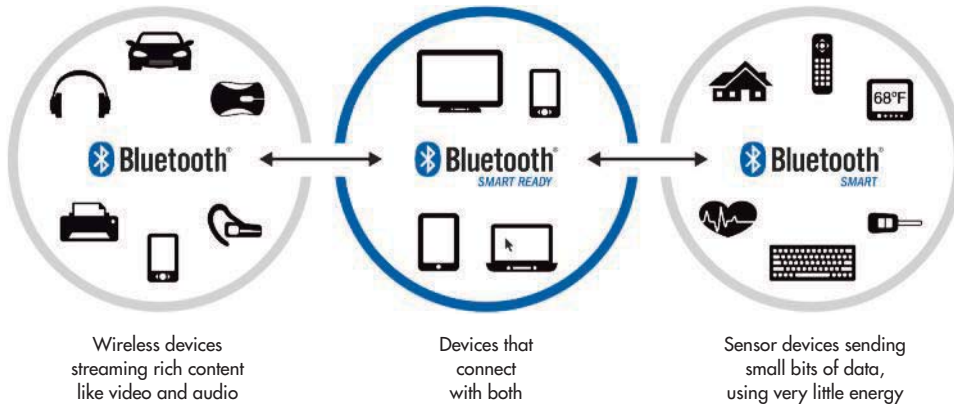 68°F
Bluetooth®
Bluetooth®
SMART READY
Bluetooth®
SMART
Wireless devices
streaming rich content
like video and audio
Devices that
connect
with both
Sensor devices sending
small bits of data,
using very little energy